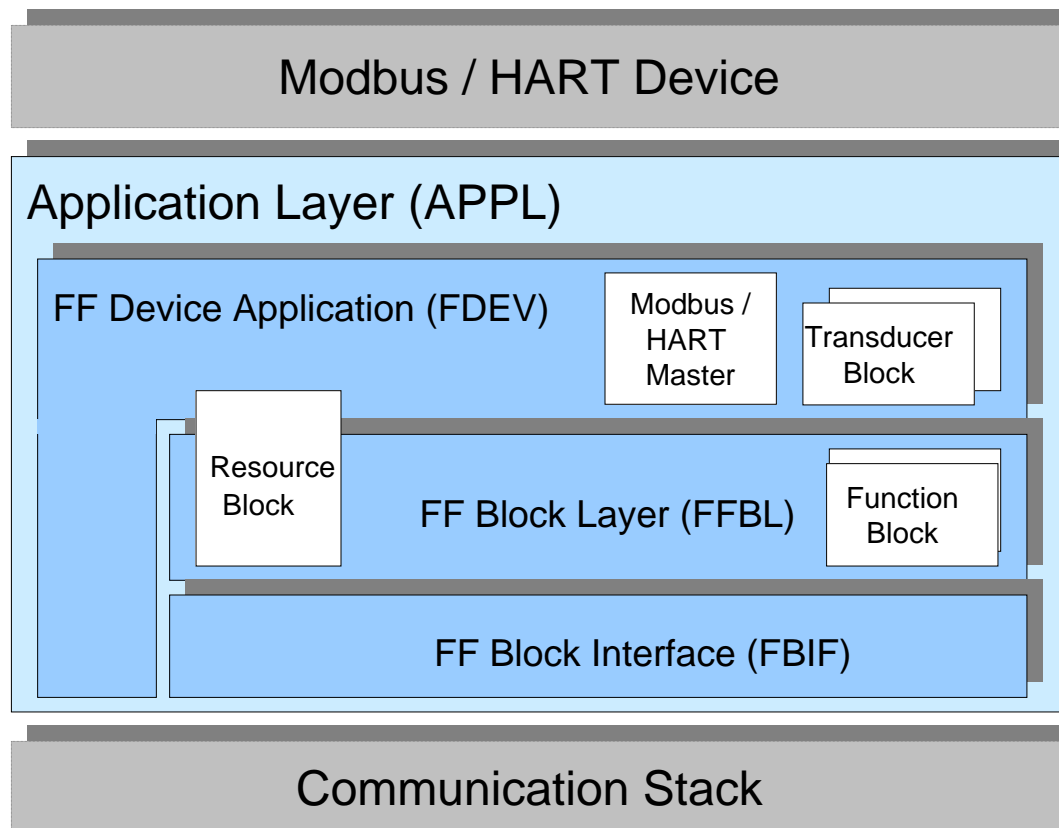 Modbus / HART Device
Application Layer (APPL)
FF Device Application (FDEV)
Modbus /
HART
Master
Transducer
Block
Resource
Block
FF Block Layer (FFBL)
Function
Block
FF Block Interface (FBIF)
Communication Stack